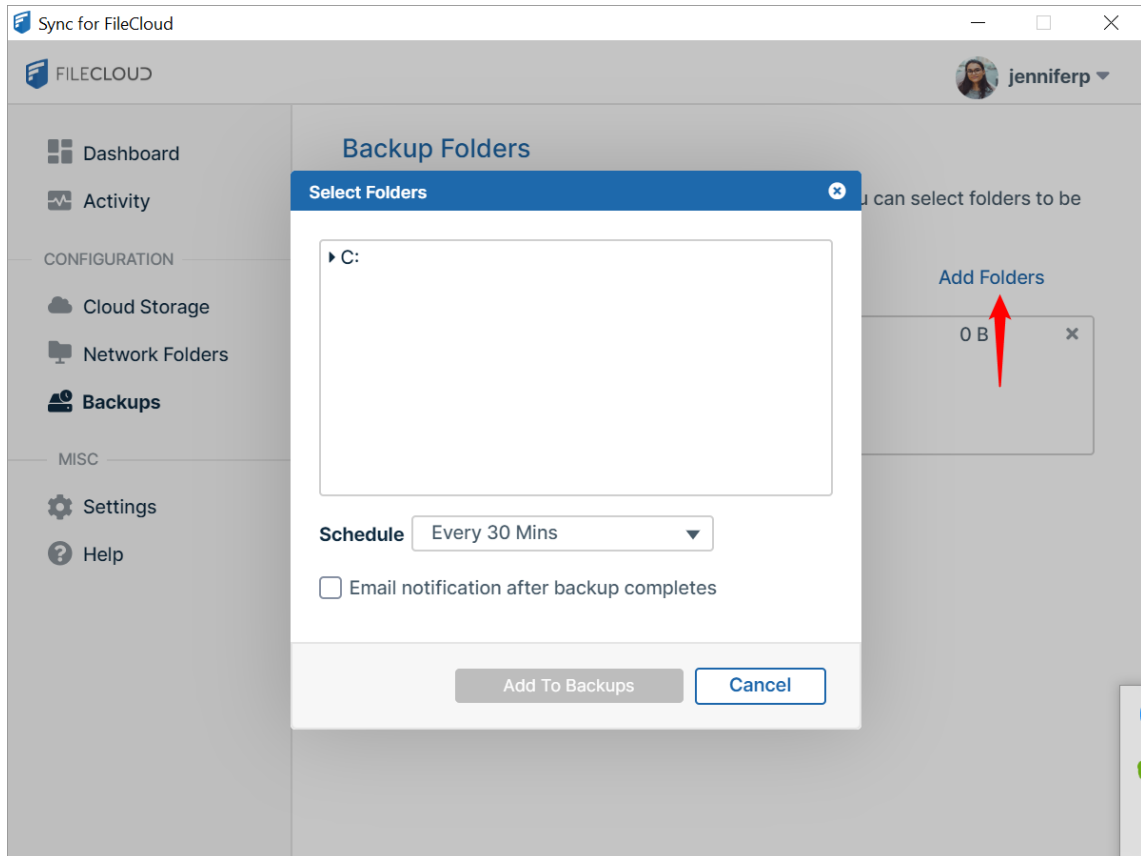 Sync for FileCloud
FILECLOUD
jenniferp
Dashboard
Activity
CONFIGURATION
Cloud Storage
Network Folders
Backups
MISC
Settings
Help
Backup Folders
can select folders to be
Add Folders
0 B
Select Folders
C:
Schedule Every 30 Mins
Email notification after backup completes
Add To Backups Cancel